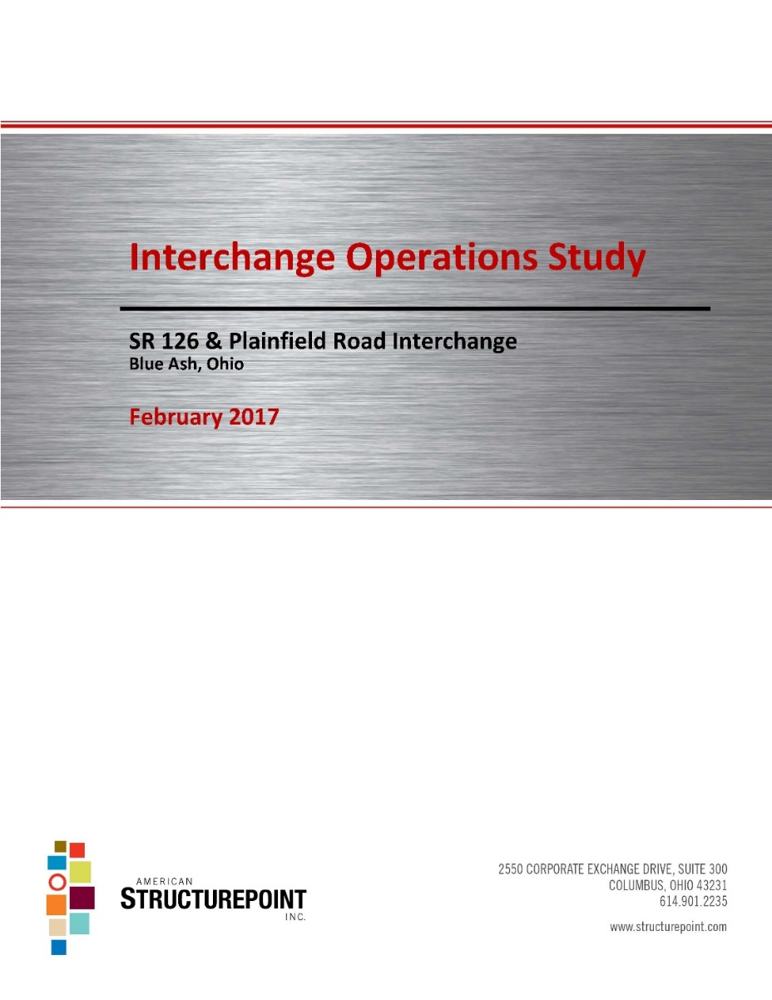 Interchange Operations Study
SR 126 & Plainfield Road Interchange
Blue Ash, Ohio
February 2017
AMERICAN
STRUCTUREPOINT
INC.
2550 CORPORATE EXCHANGE DRIVE, SUITE 300
COLUMBUS, OHIO 43231
614.901.2235
www.structurepoint.com